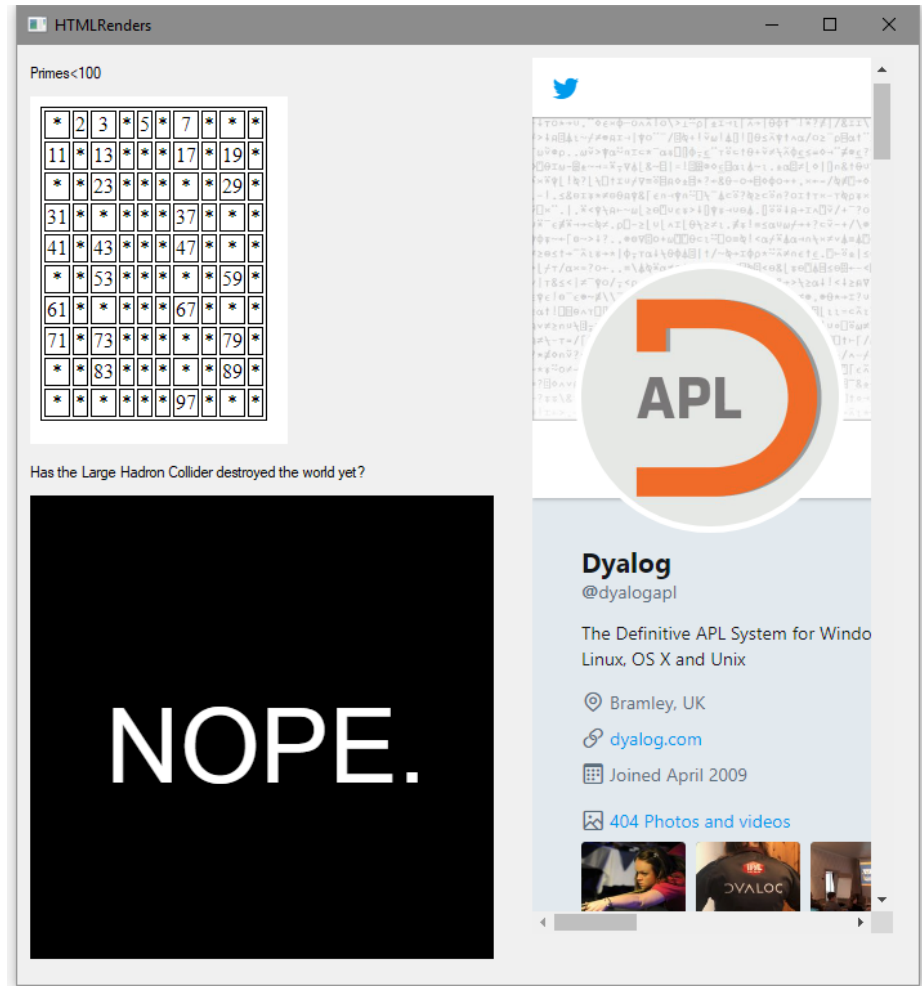 HTMLRenders
Primes<100
* 2 3 * 5 * 7 * * *
11 * 13 * * * 17 * 19 *
* * 23 * * * * * 29 *
31 * * * * * 37 * * *
41 * 43 * * * 47 * * *
* * 53 * * * * * 59 *
61 * * * * * 67 * * *
71 * 73 * * * * * 79 *
* * 83 * * * * * 89 *
* * * * * * 97 * * *
Has the Large Hadron Collider destroyed the world yet?
NOPE.
APL
Dyalog
@dyalogapl
The Definitive APL System for Windo
Linux, OS X and Unix
Bramley, UK
dyalog.com
Joined April 2009
404 Photos and videos
DYALOC